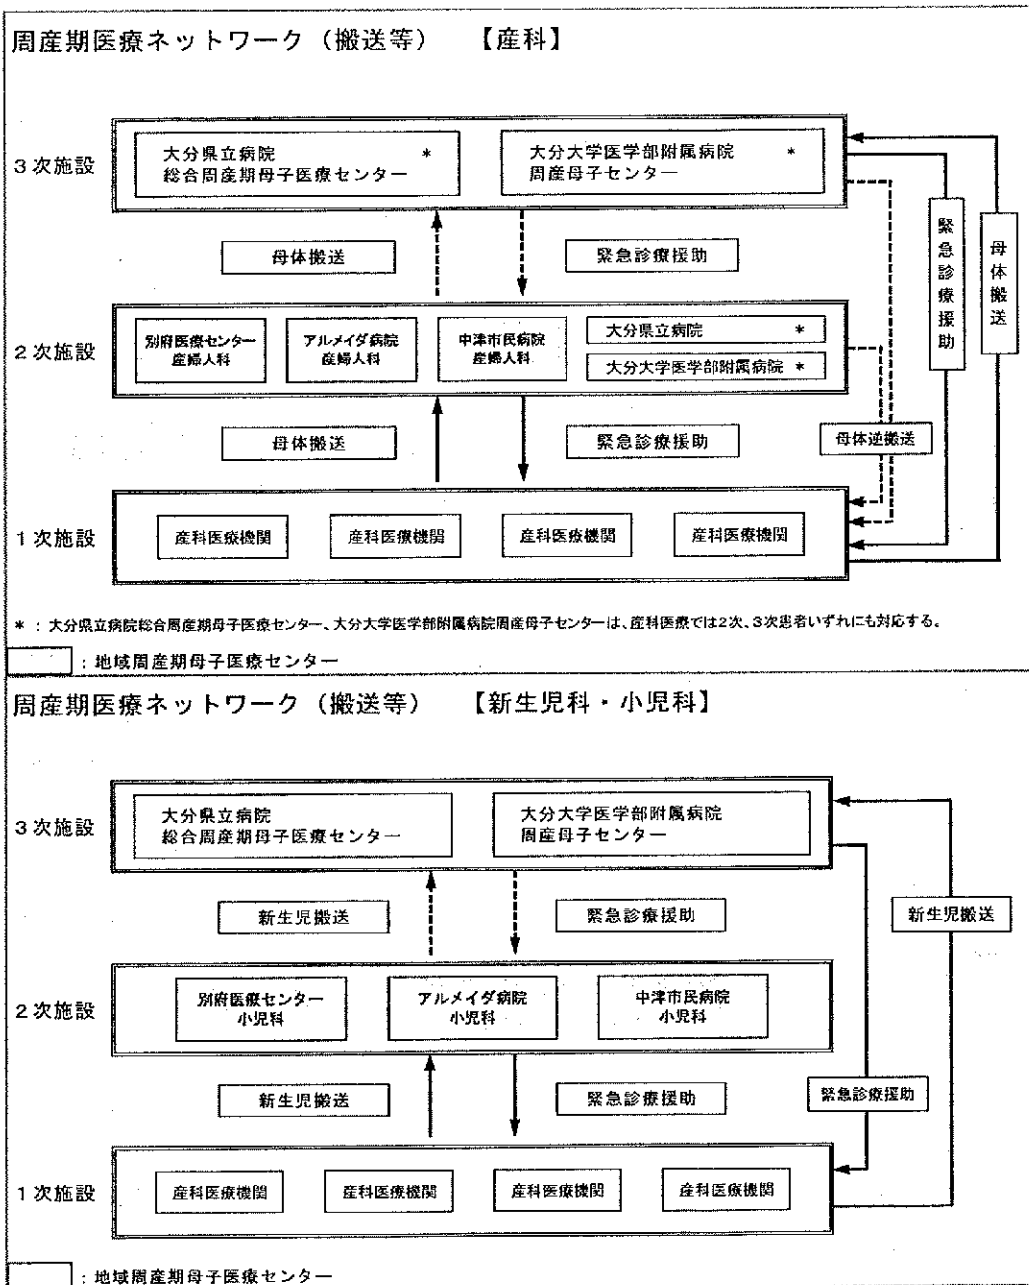 周産期医療ネットワーク（搬送等）　【産科】
3次施設
大分県立病院　*
総合周産期母子医療センター
大分大学医学部附属病院　*
周産母子センター
母体搬送
緊急診療援助
緊急診療援助
母体搬送
2次施設
別府医療センター
産婦人科
アルメイダ病院
産婦人科
中津市民病院
産婦人科
大分県立病院　*
大分大学医学部附属病院　*
母体搬送
緊急診療援助
母体逆搬送
1次施設
産科医療機関
産科医療機関
産科医療機関
産科医療機関
*：大分県立病院総合周産期母子医療センター、大分大学医学部附属病院周産母子センターは、産科医療では2次、3次患者いずれにも対応する。
：地域周産期母子医療センター
周産期医療ネットワーク（搬送等）　【新生児科・小児科】
3次施設
大分県立病院
総合周産期母子医療センター
大分大学医学部附属病院
周産母子センター
新生児搬送
緊急診療援助
新生児搬送
2次施設
別府医療センター
小児科
アルメイダ病院
小児科
中津市民病院
小児科
新生児搬送
緊急診療援助
緊急診療援助
1次施設
産科医療機関
産科医療機関
産科医療機関
産科医療機関
：地域周産期母子医療センター